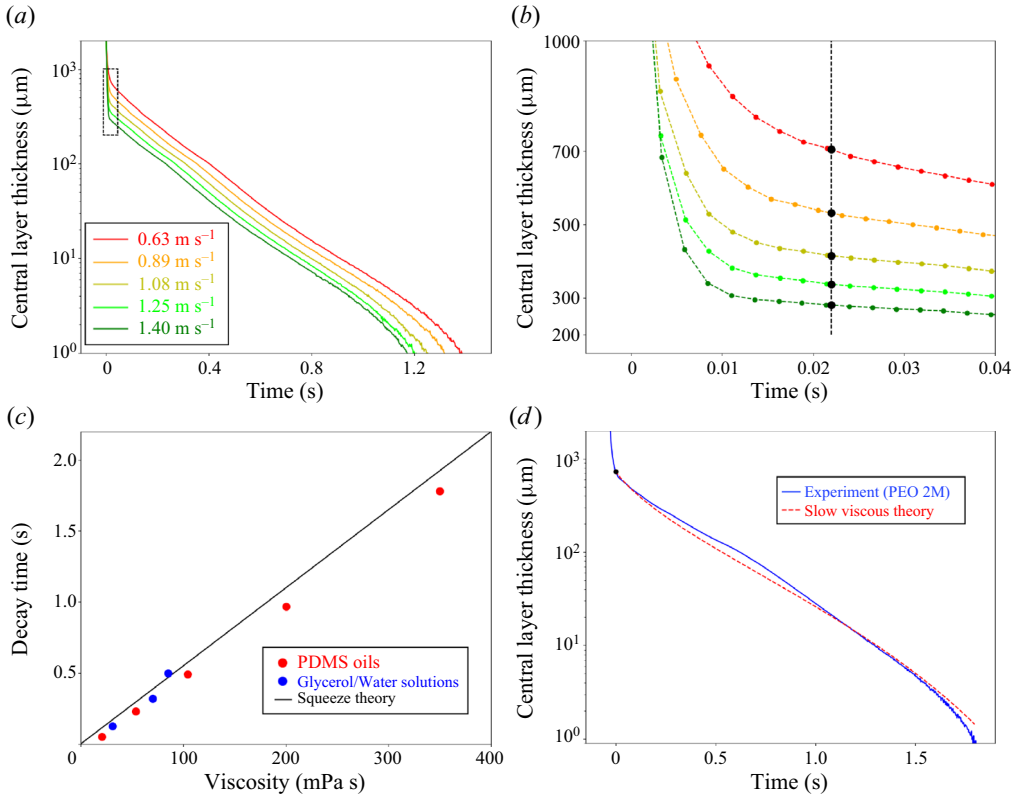 (a)
Central layer thickness (μm)
10³
10²
10¹
10⁰
0.63 m s⁻¹
0.89 m s⁻¹
1.08 m s⁻¹
1.25 m s⁻¹
1.40 m s⁻¹
0 0.4 0.8 1.2
Time (s)
(b)
Central layer thickness (μm)
1000
700
500
300
200
0 0.01 0.02 0.03 0.04
Time (s)
(c)
Decay time (s)
2.0
1.5
1.0
0.5
PDMS oils
Glycerol/Water solutions
Squeeze theory
0 100 200 300 400
Viscosity (mPa s)
(d)
Central layer thickness (μm)
10³
10²
10¹
10⁰
Experiment (PEO 2M)
Slow viscous theory
0 0.5 1.0 1.5
Time (s)